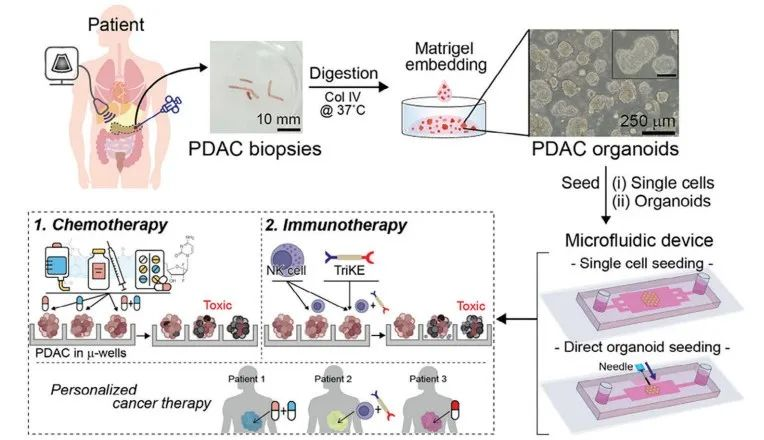 Patient
10 mm
PDAC biopsies
Digestion
Col IV
@ 37°C
Matrigel
embedding
250 µm
PDAC organoids
Seed
(i) Single cells
(ii) Organoids
Microfluidic device
- Single cell seeding -
- Direct organoid seeding -
Needle
1. Chemotherapy
Toxic
PDAC in µ-wells
2. Immunotherapy
NK cell
TriKE
+
Toxic
Personalized
cancer therapy
Patient 1
Patient 2
Patient 3